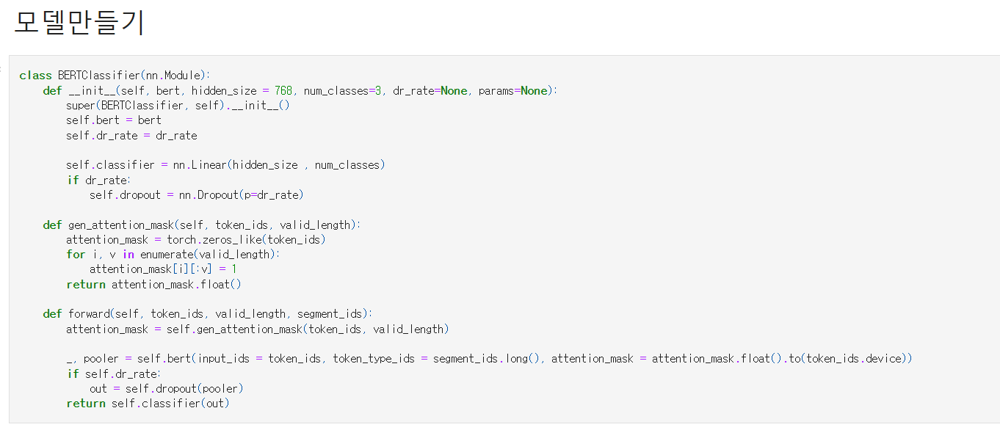 모델만들기
class BERTClassifier(nn.Module):
def __init__(self, bert, hidden_size = 768, num_classes=3, dr_rate=None, params=None):
super(BERTClassifier, self).__init__()
self.bert = bert
self.dr_rate = dr_rate
self.classifier = nn.Linear(hidden_size , num_classes)
if dr_rate:
self.dropout = nn.Dropout(p=dr_rate)
def gen_attention_mask(self, token_ids, valid_length):
attention_mask = torch.zeros_like(token_ids)
for i, v in enumerate(valid_length):
attention_mask[i][:v] = 1
return attention_mask.float()
def forward(self, token_ids, valid_length, segment_ids):
attention_mask = self.gen_attention_mask(token_ids, valid_length)
_, pooler = self.bert(input_ids = token_ids, token_type_ids = segment_ids.long(), attention_mask = attention_mask.float().to(token_ids.device))
if self.dr_rate:
out = self.dropout(pooler)
return self.classifier(out)